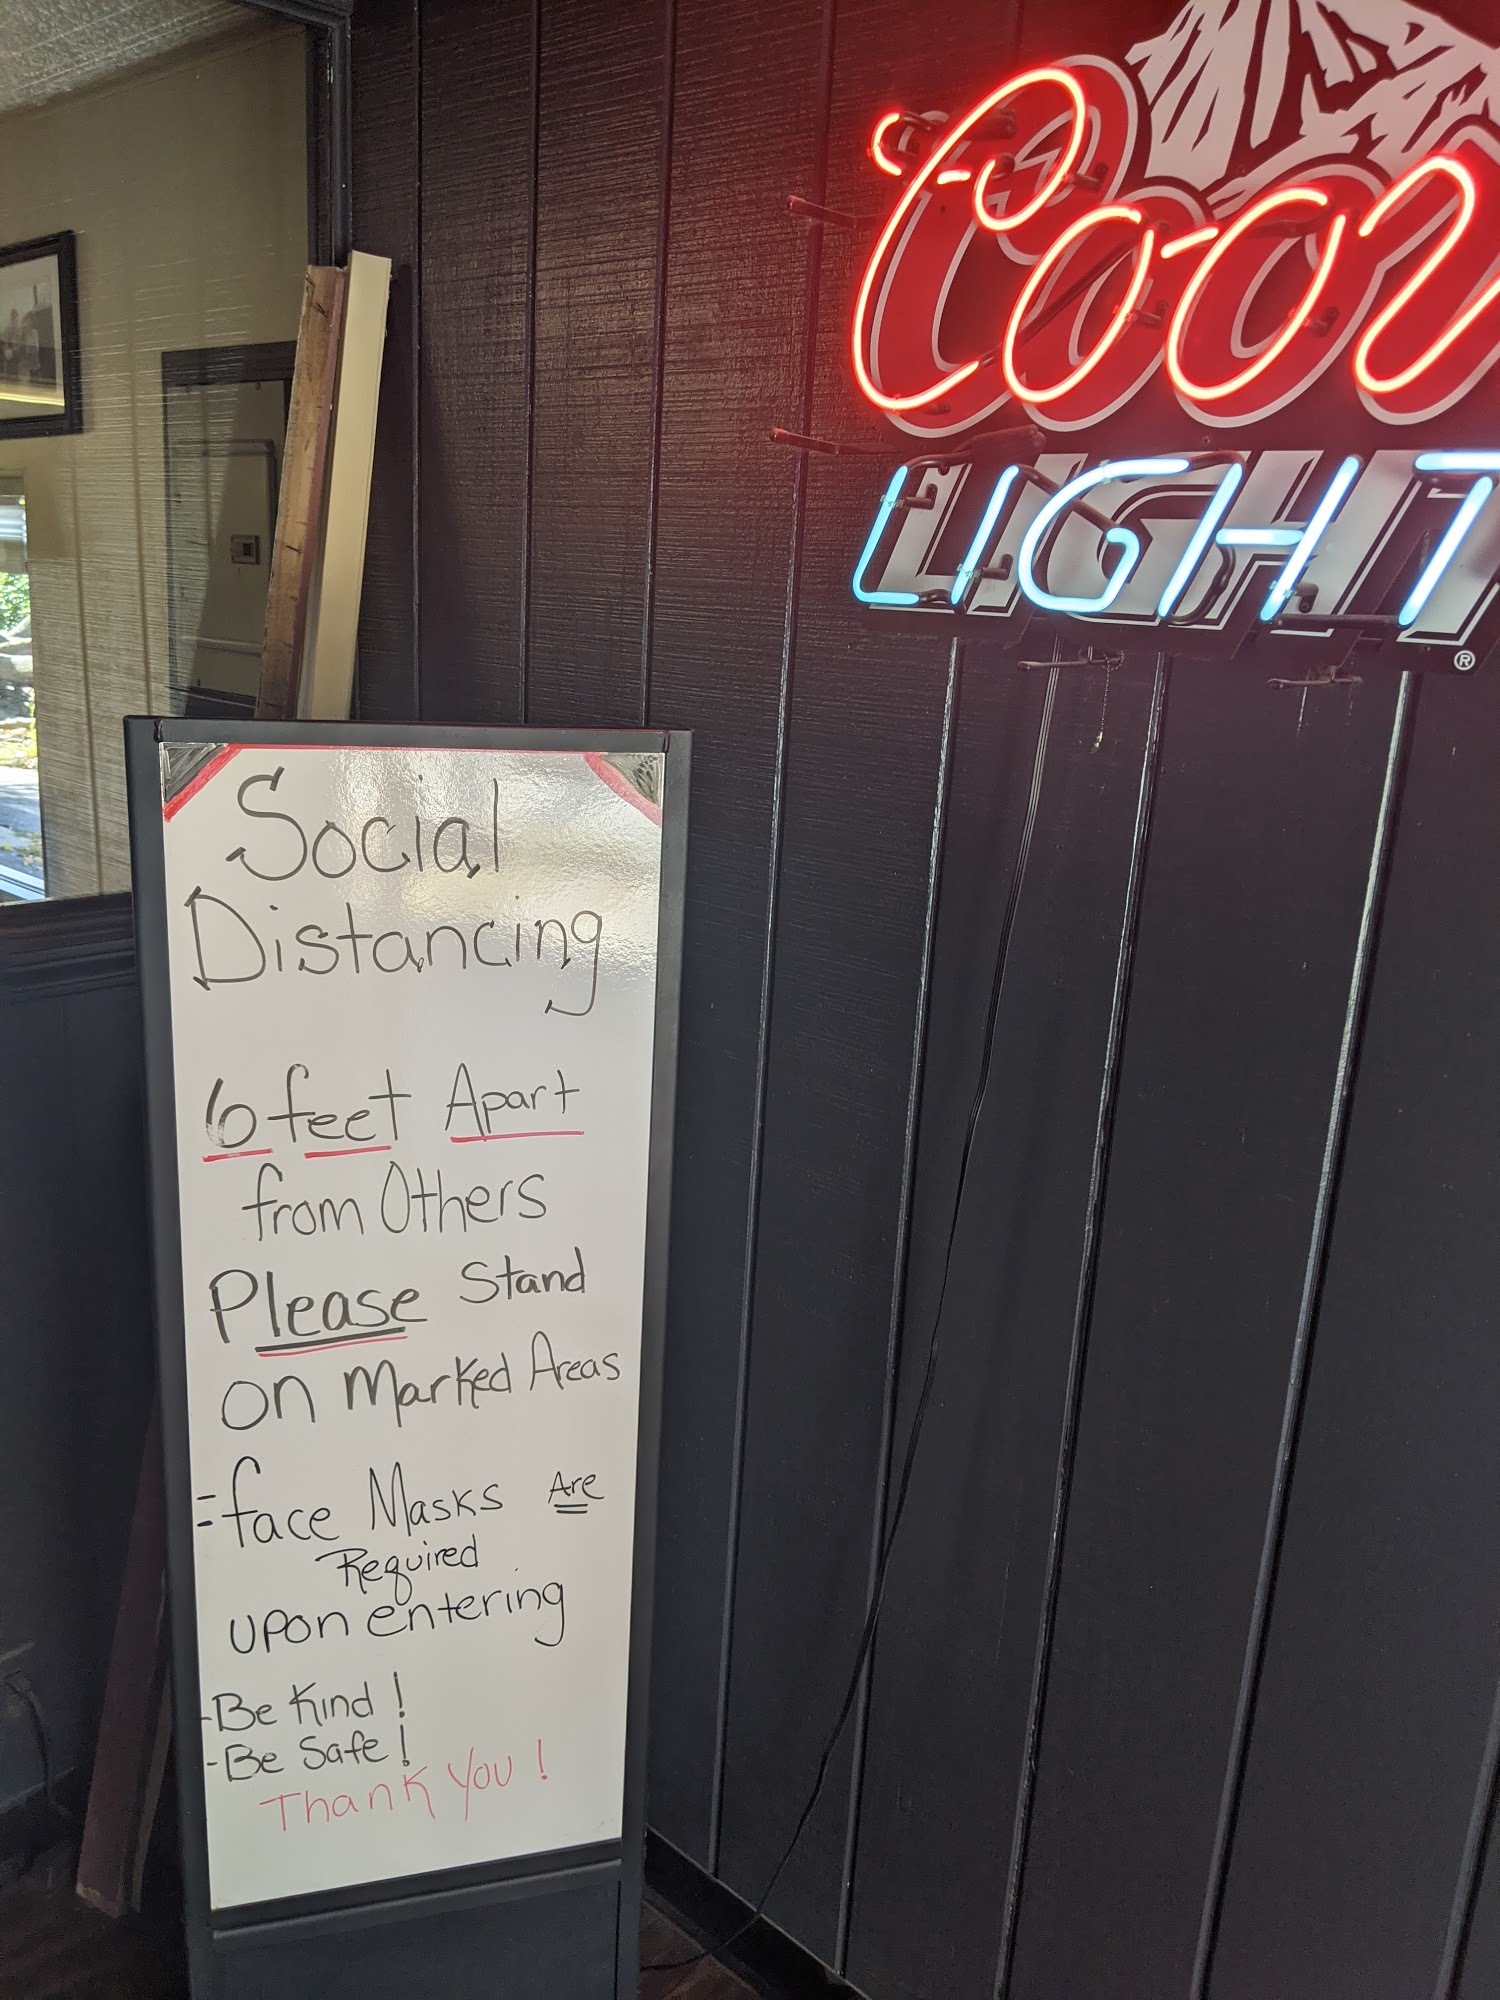 Coor
LIGHT
®
Social
Distancing
6 feet Apart
from Others
Please Stand
on Marked Areas
=face Masks Are
Required
upon entering
-Be Kind!
-Be Safe!
Thank You!